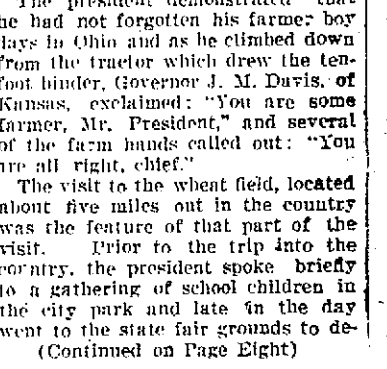 The president demonstrated that
he had not forgotten his farmer boy
days in Ohio and as he climbed down
from the tractor which drew the ten-
foot binder, Governor J. M. Davis, of
Kansas, exclaimed: "You are some
farmer, Mr. President," and several
of the farm hands called out: "You
are all right, chief."
The visit to the wheat field, located
about five miles out in the country
was the feature of that part of the
visit. Prior to the trip into the
corntry, the president spoke briefly
to a gathering of school children in
the city park and late in the day
went to the state fair grounds to de-
(Continued on Page Eight)